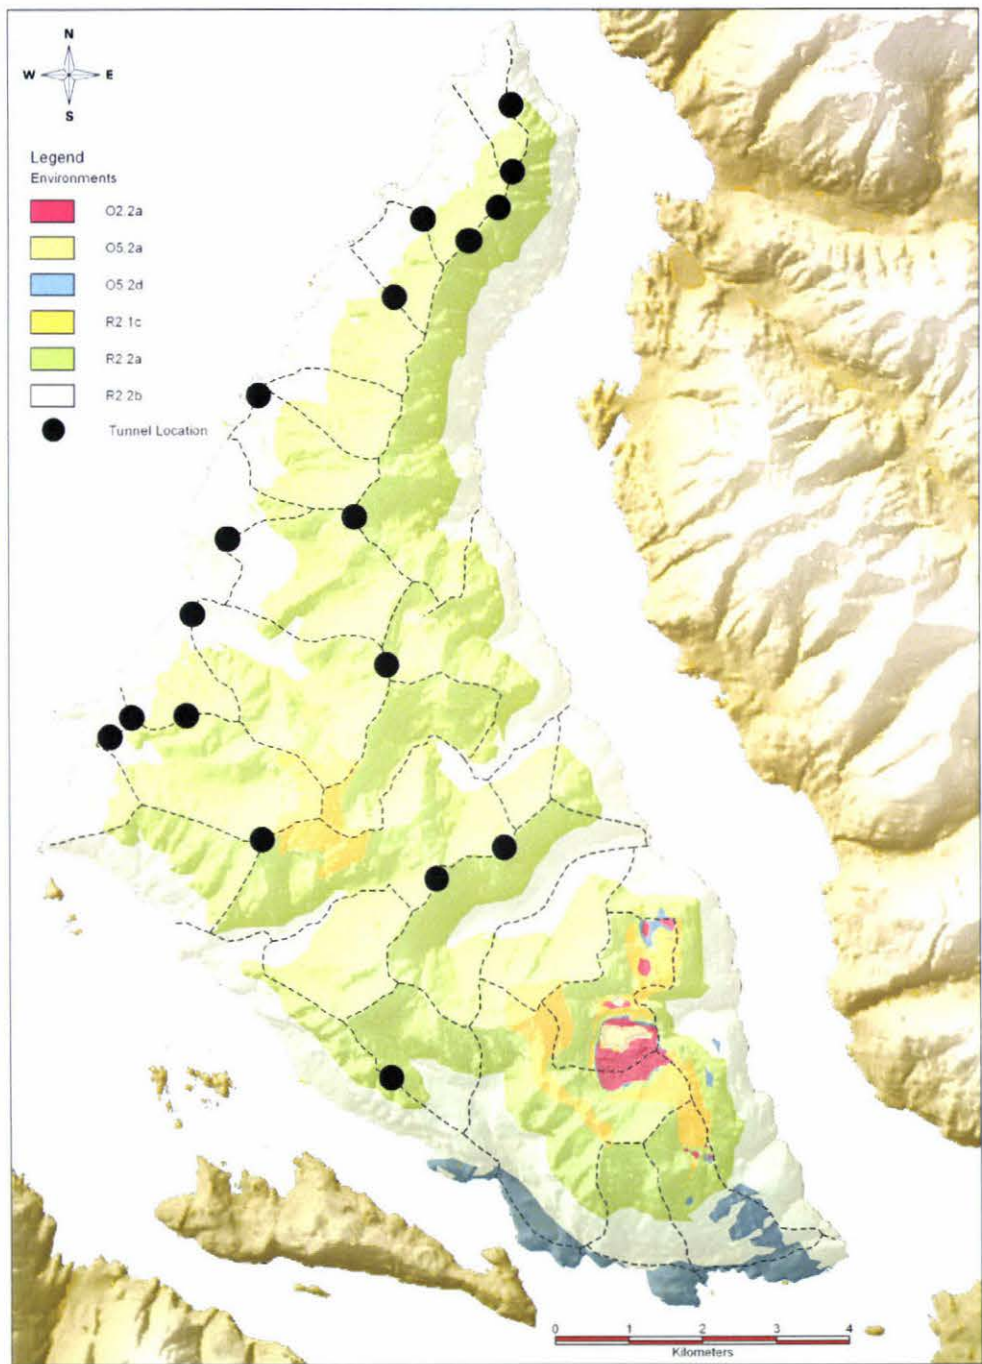 N
W E
S
Legend
Environments
O2.2a
O5.2a
O5.2d
R2.1c
R2.2a
R2.2b
Tunnel Location
0 1 2 3 4
Kilometers